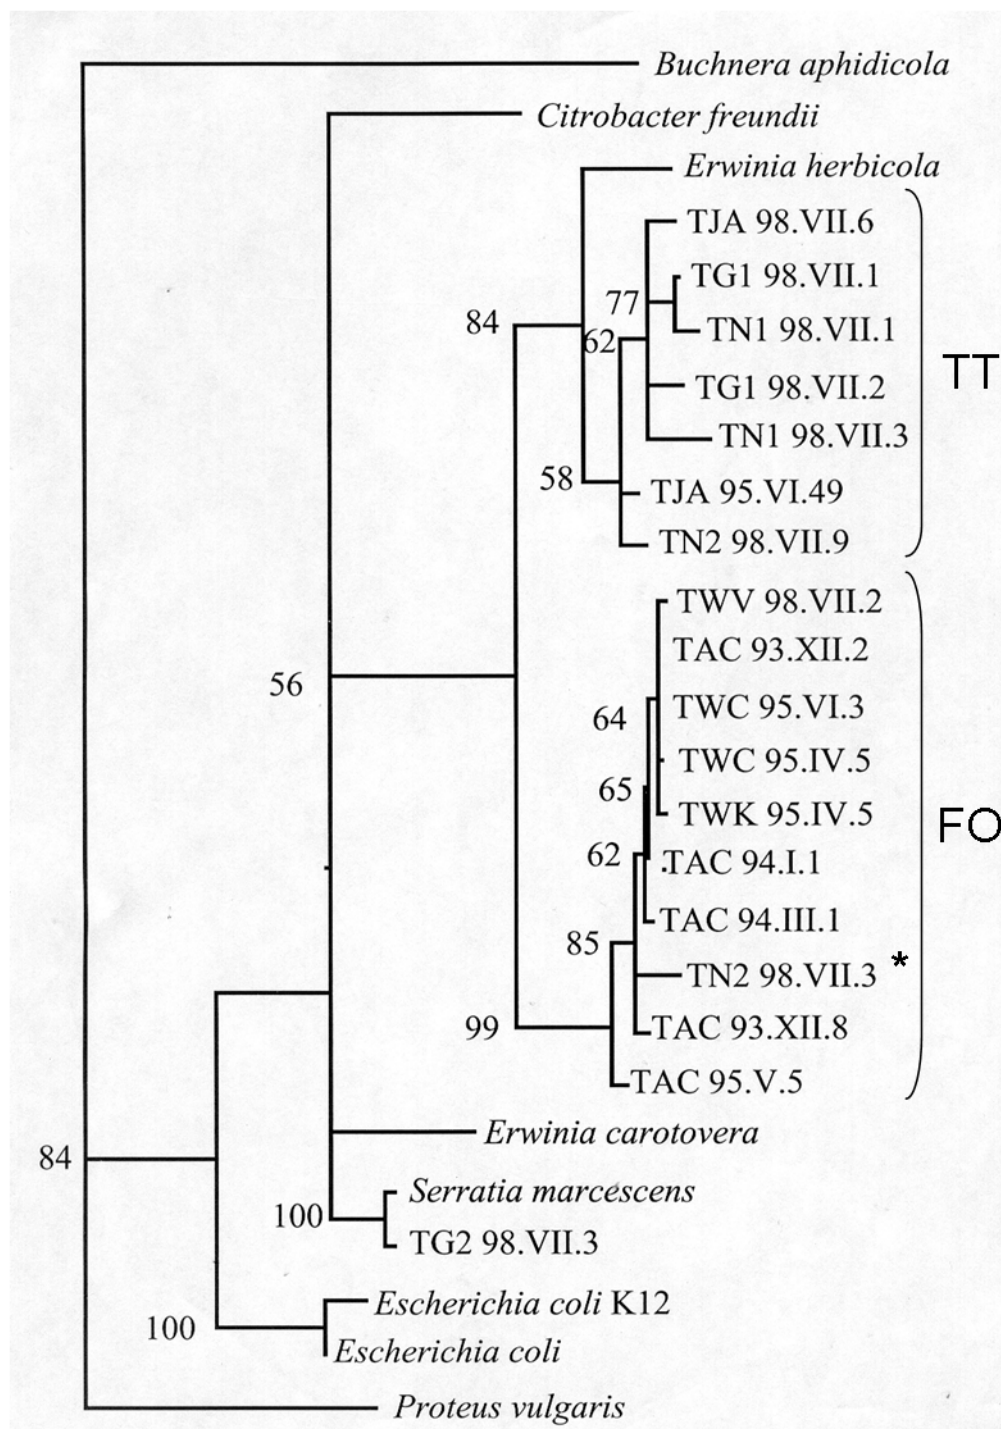 Buchnera aphidicola
Citrobacter freundii
Erwinia herbicola
TJA 98.VII.6
TG1 98.VII.1
77
84
TN1 98.VII.1
62
TT
TG1 98.VII.2
TN1 98.VII.3
58
TJA 95.VI.49
TN2 98.VII.9
TWV 98.VII.2
TAC 93.XII.2
56
64
TWC 95.VI.3
TWC 95.IV.5
65
TWK 95.IV.5
FO
62
TAC 94.I.1
TAC 94.III.1
85
TN2 98.VII.3 *
99
TAC 93.XII.8
TAC 95.V.5
Erwinia carotovera
84
Serratia marcescens
100
TG2 98.VII.3
Escherichia coli K12
100
Escherichia coli
Proteus vulgaris